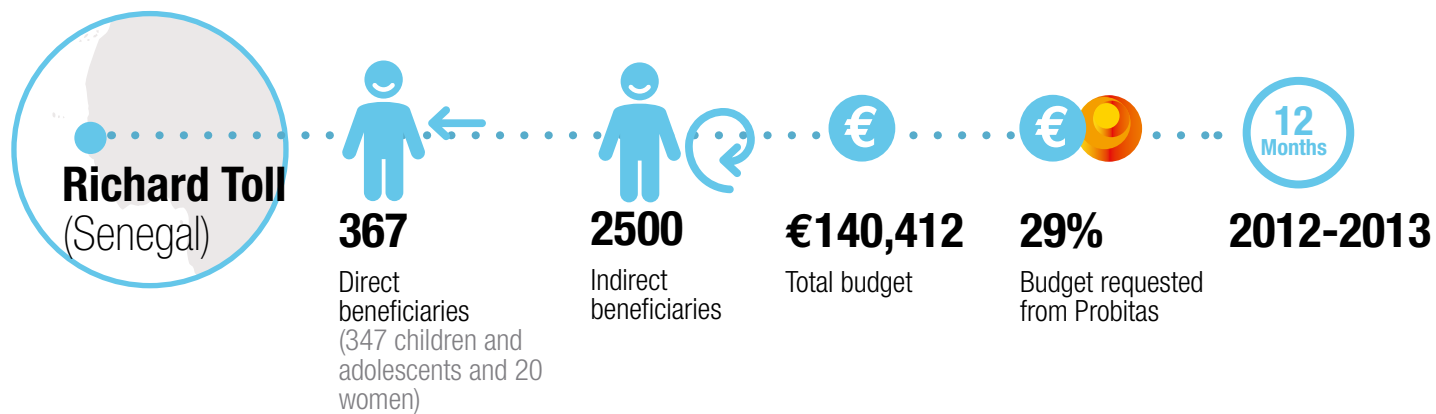 Richard Toll
(Senegal)
367
Direct
beneficiaries
(347 children and
adolescents and 20
women)
2500
Indirect
beneficiaries
€
€140,412
Total budget
€
29%
Budget requested
from Probitas
12
Months
2012-2013